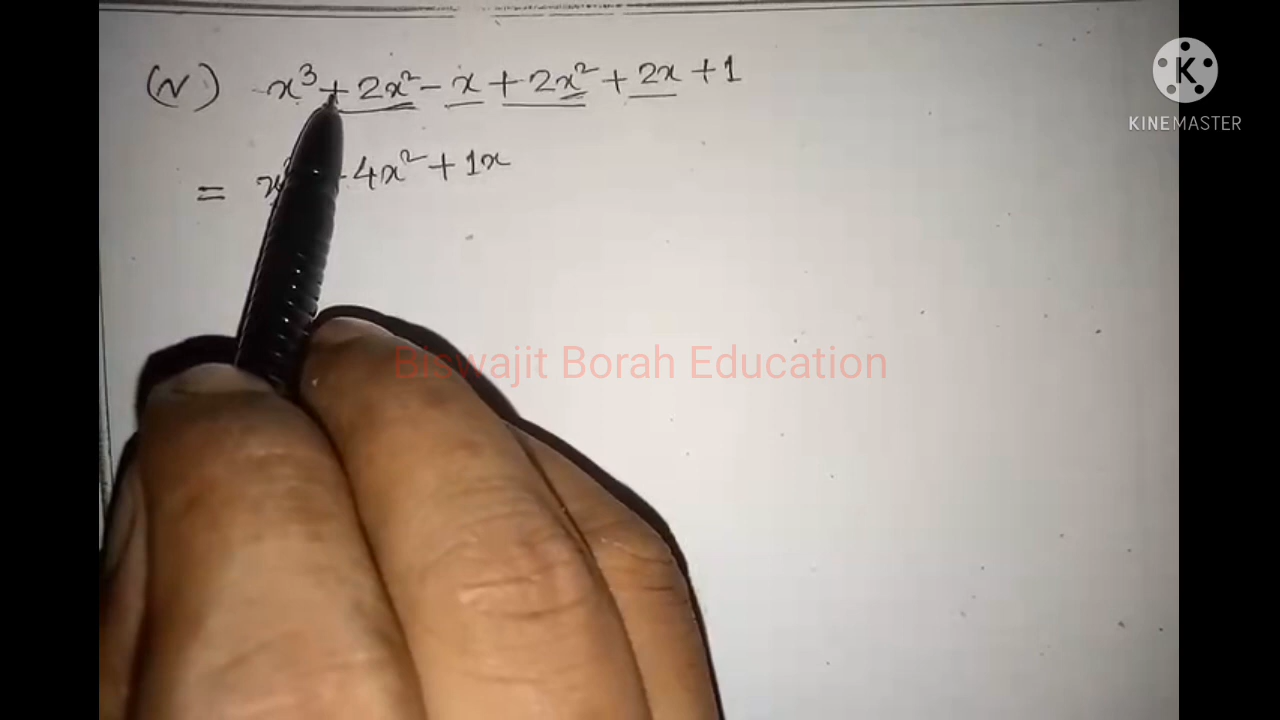 (v) x³ + 2x² - x + 2x² + 2x + 1
= x 4x² + 1x
KINEMASTER
Biswajit Borah Education